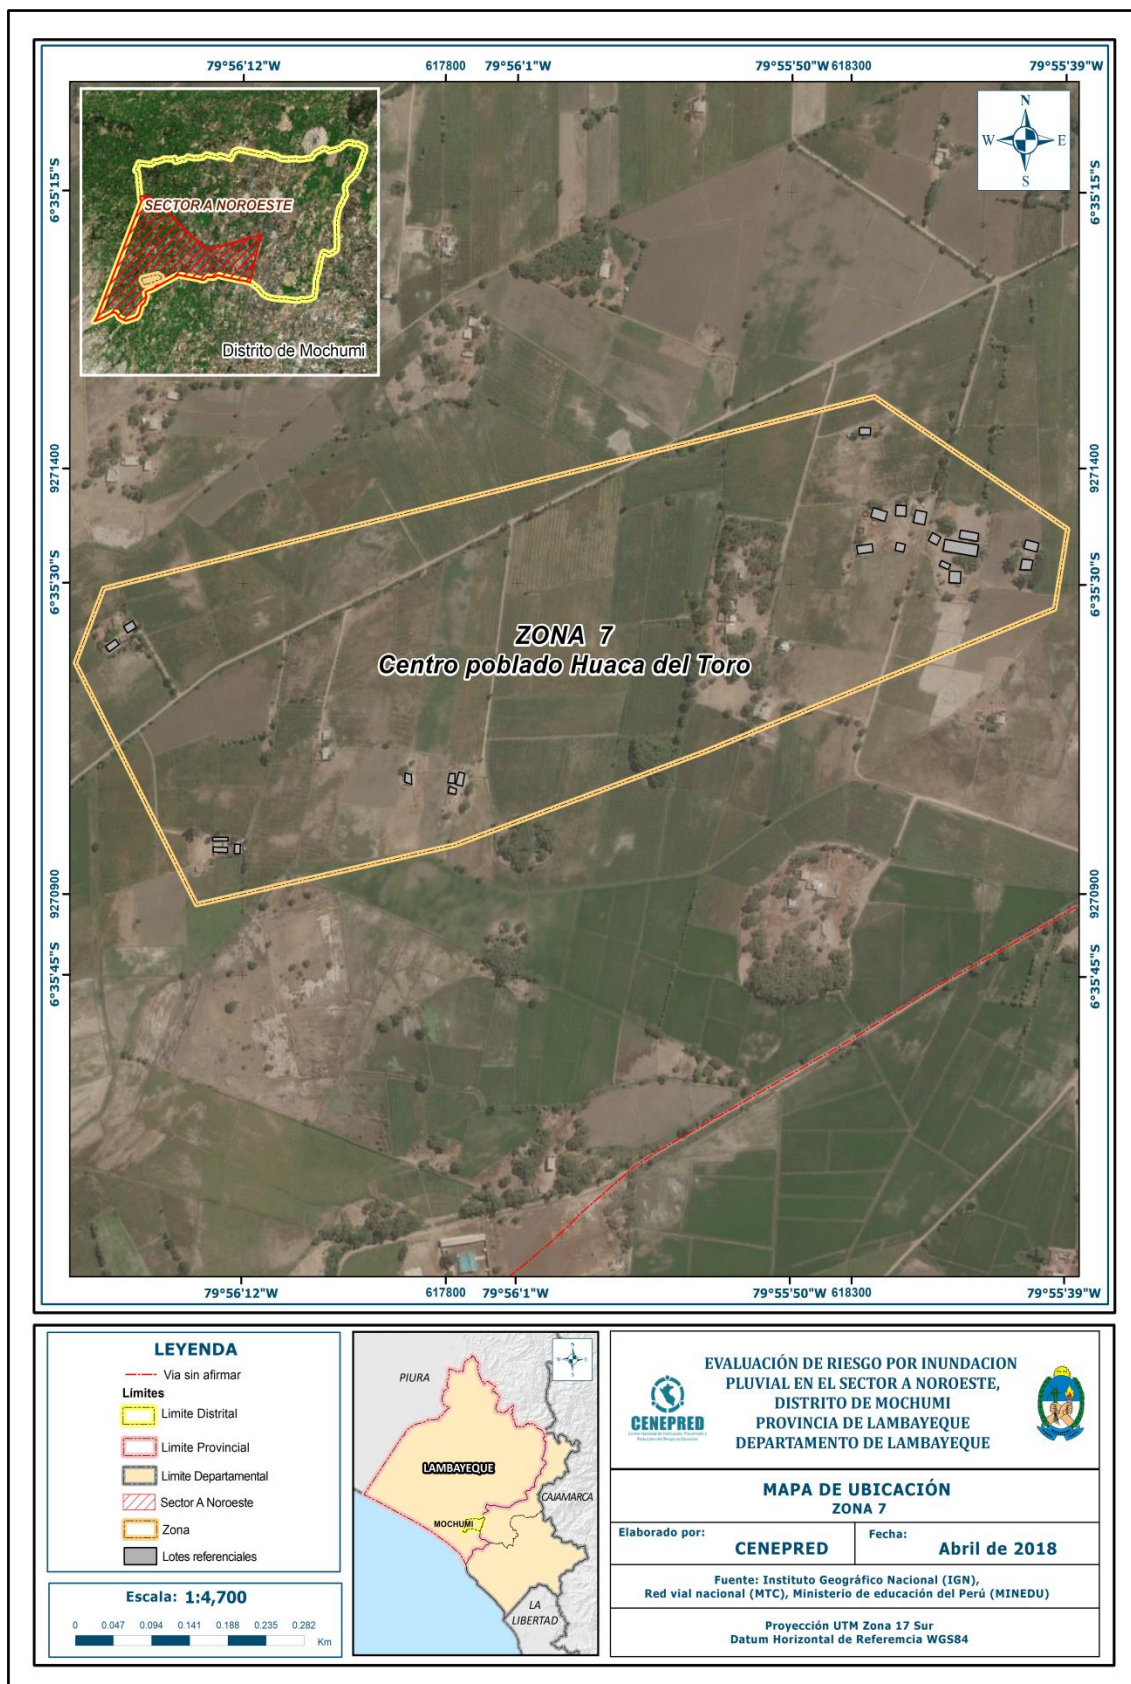 79°56'12"W 617800 79°56'1"W 79°55'50"W 618300 79°55'39"W
6°35'15"S
6°35'15"S
N
W E
S
SECTOR A NOROESTE
Distrito de Mochumi
9271400
9271400
6°35'30"S
6°35'30"S
ZONA 7
Centro poblado Huaca del Toro
9270900
9270900
6°35'45"S
6°35'45"S
79°56'12"W 617800 79°56'1"W 79°55'50"W 618300 79°55'39"W
LEYENDA
Via sin afirmar
Límites
Limite Distrital
Limite Provincial
Limite Departamental
Sector A Noroeste
Zona
Lotes referenciales
Escala: 1:4,700
0 0.047 0.094 0.141 0.188 0.235 0.282
Km
PIURA
N
W E
S
LAMBAYEQUE
CAJAMARCA
MOCHUMI
LA
LIBERTAD
CENEPRED
EVALUACIÓN DE RIESGO POR INUNDACION
PLUVIAL EN EL SECTOR A NOROESTE,
DISTRITO DE MOCHUMI
PROVINCIA DE LAMBAYEQUE
DEPARTAMENTO DE LAMBAYEQUE
MAPA DE UBICACIÓN
ZONA 7
Elaborado por:
CENEPRED
Fecha:
Abril de 2018
Fuente: Instituto Geográfico Nacional (IGN),
Red vial nacional (MTC), Ministerio de educación del Perú (MINEDU)
Proyección UTM Zona 17 Sur
Datum Horizontal de Referencia WGS84